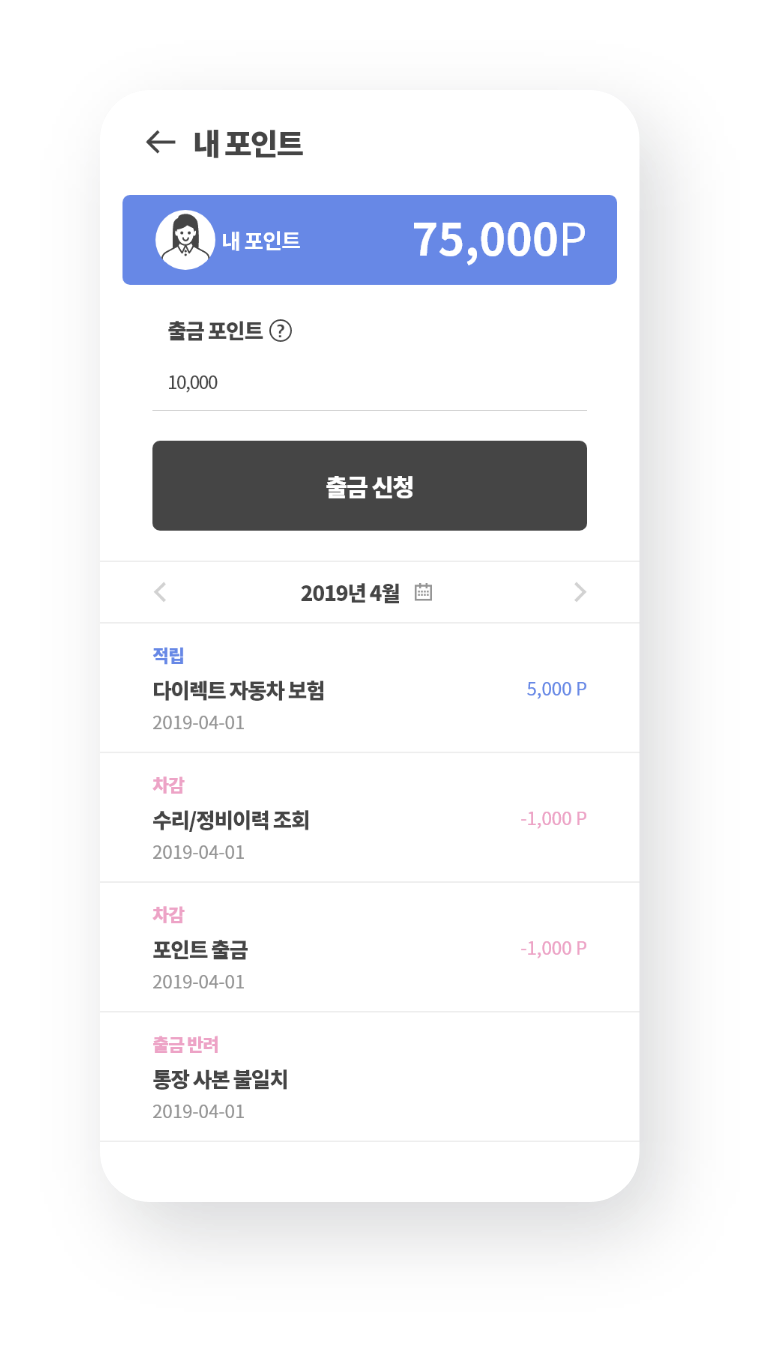 내 포인트
내 포인트 75,000P
출금 포인트 ?
10,000
출금 신청
2019년 4월
적립
다이렉트 자동차 보험 5,000 P
2019-04-01
차감
수리/정비이력 조회 -1,000 P
2019-04-01
차감
포인트 출금 -1,000 P
2019-04-01
출금 반려
통장 사본 불일치
2019-04-01